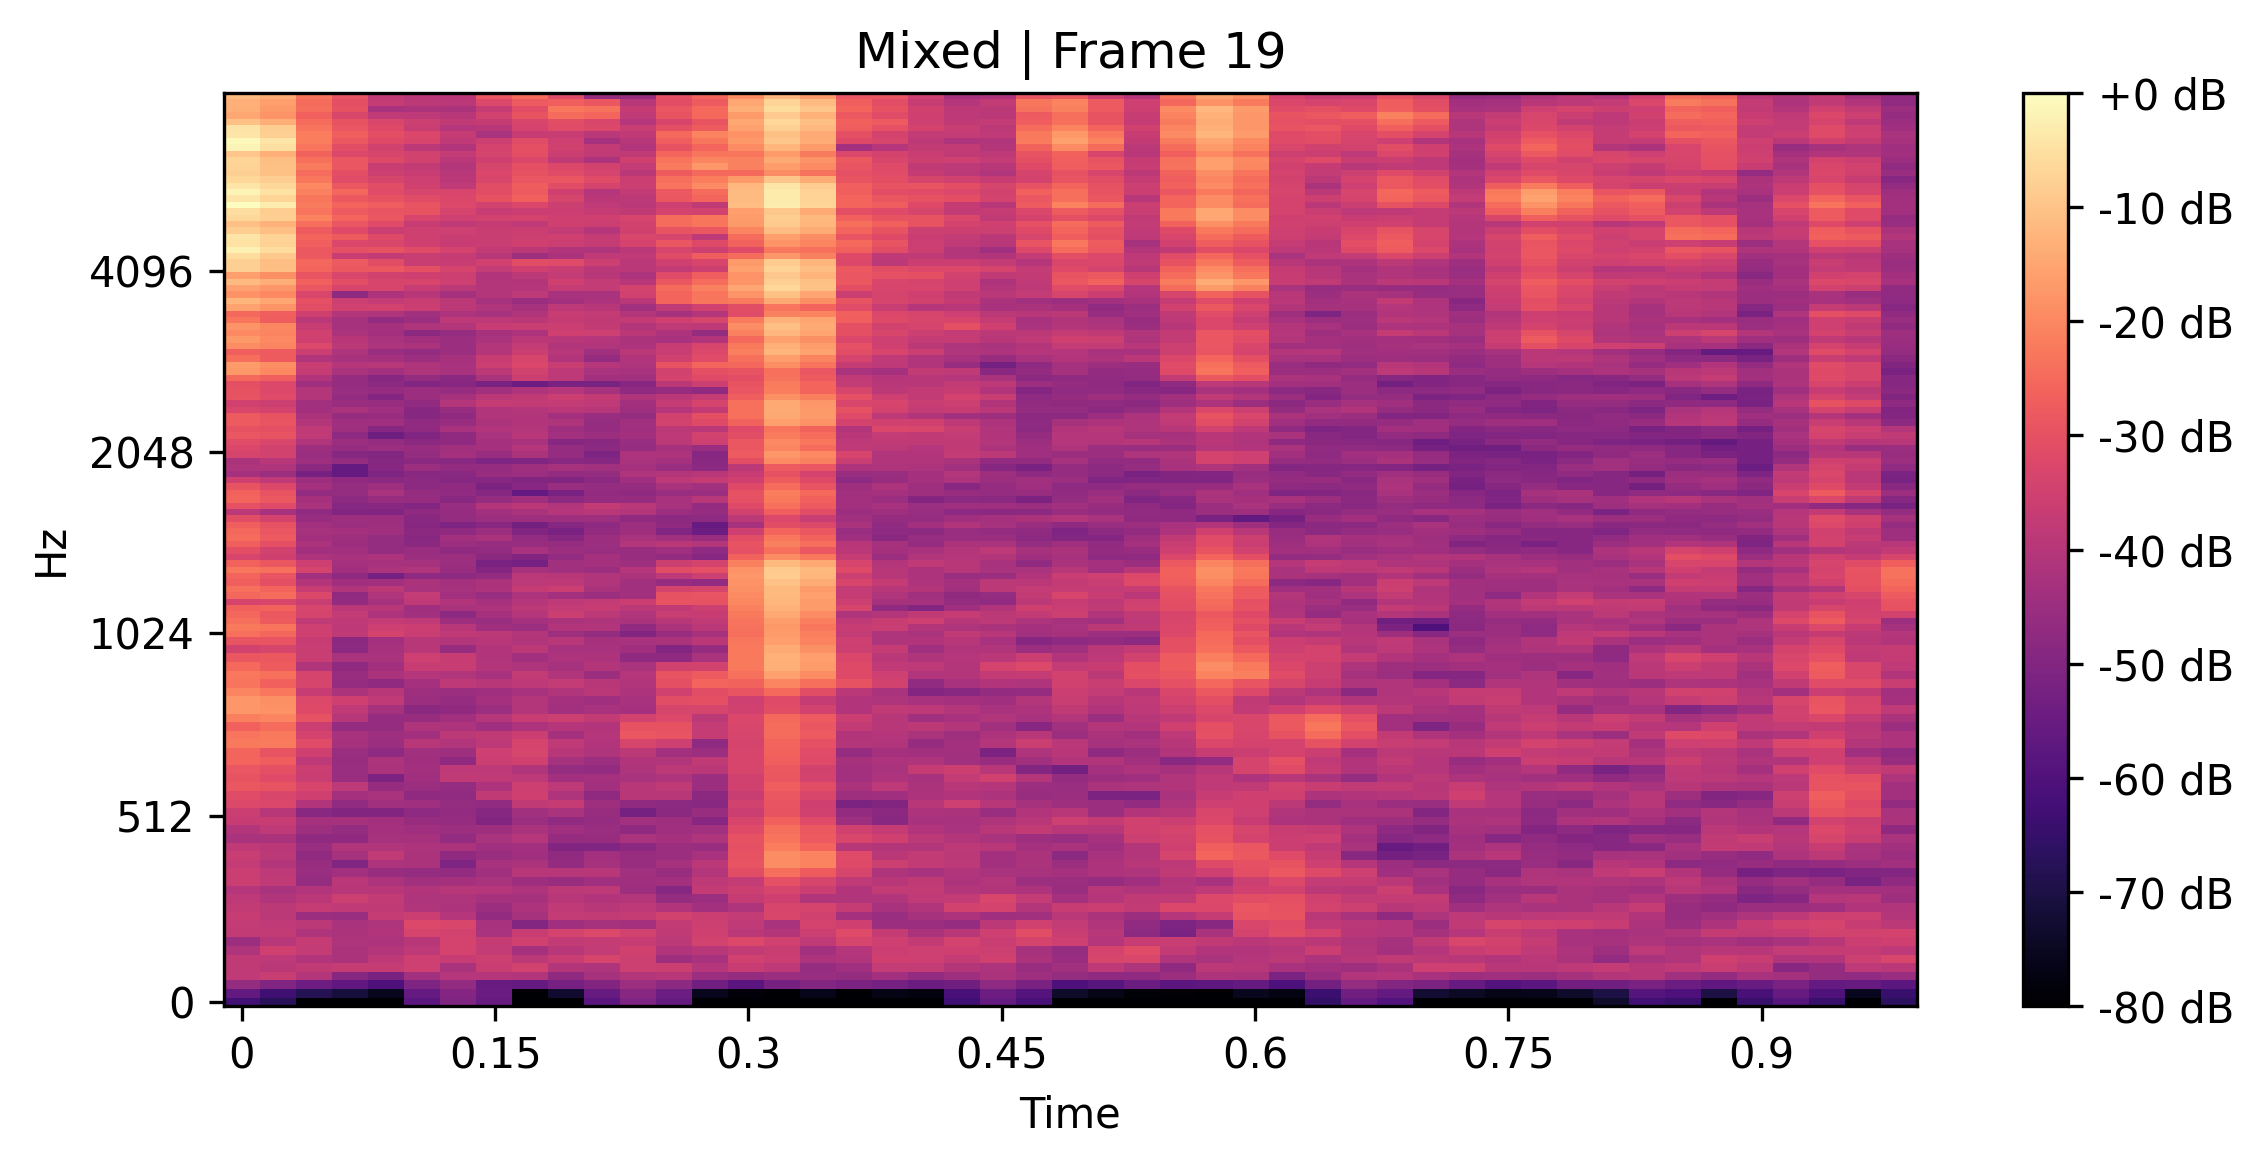 Mixed | Frame 19
Hz
4096
2048
1024
512
0
0 0.15 0.3 0.45 0.6 0.75 0.9
Time
+0 dB
-10 dB
-20 dB
-30 dB
-40 dB
-50 dB
-60 dB
-70 dB
-80 dB